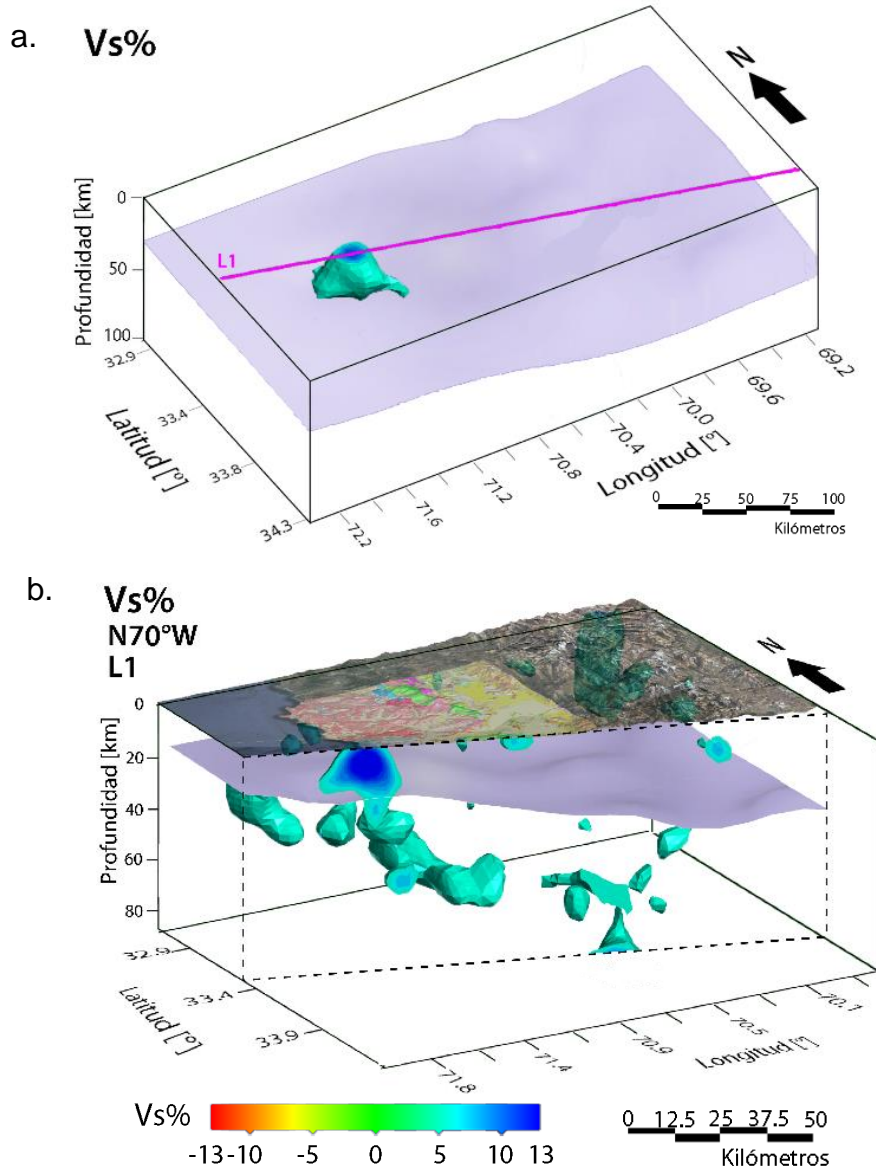 a.
Vs%
N
L1
0
50
100
Profundidad [km]
32.9
33.4
33.8
34.3
Latitud [º]
72.2
71.6
71.2
70.8
70.4
70.0
69.6
69.2
Longitud [º]
0 25 50 75 100
Kilómetros
b.
Vs%
N70°W
L1
N
0
20
40
60
80
Profundidad [km]
32.9
33.4
33.9
Latitud [º]
71.8
71.4
70.9
70.5
70.1
Longitud [º]
Vs%
-13 -10 -5 0 5 10 13
0 12.5 25 37.5 50
Kilómetros